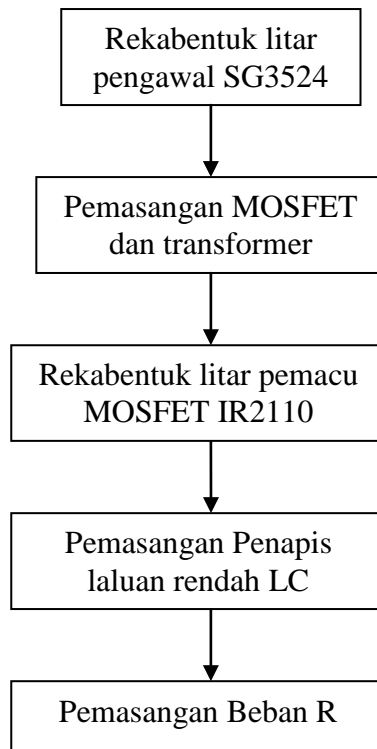 Rekabentuk litar
pengawal SG3524
Pemasangan MOSFET
dan transformer
Rekabentuk litar pemacu
MOSFET IR2110
Pemasangan Penapis
laluan rendah LC
Pemasangan Beban R